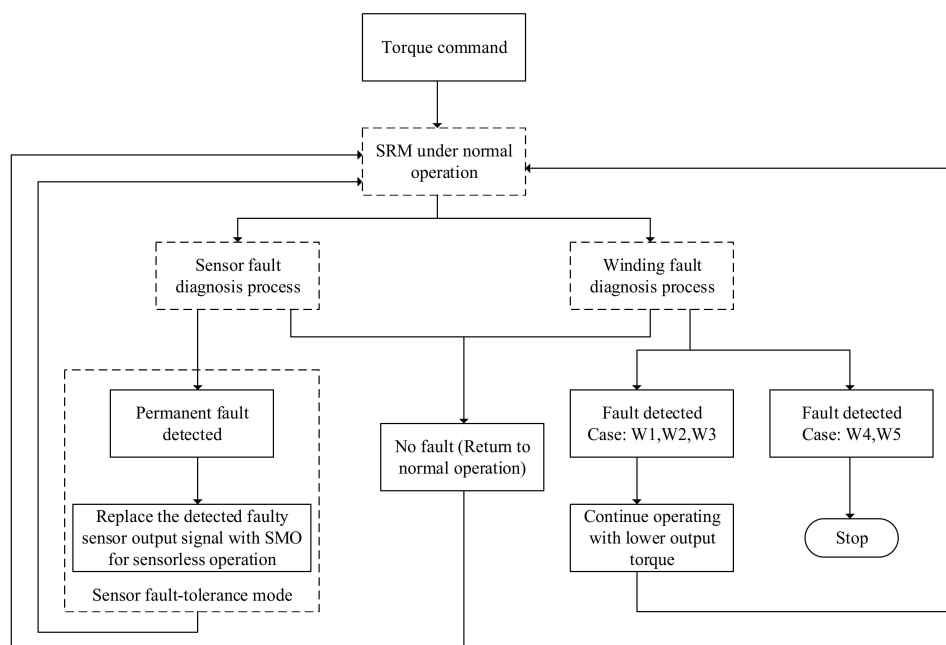 Torque command
SRM under normal
operation
Sensor fault
diagnosis process
Winding fault
diagnosis process
Permanent fault
detected
No fault (Return to
normal operation)
Fault detected
Case: W1,W2,W3
Fault detected
Case: W4,W5
Replace the detected faulty
sensor output signal with SMO
for sensorless operation
Continue operating
with lower output
torque
Stop
Sensor fault-tolerance mode